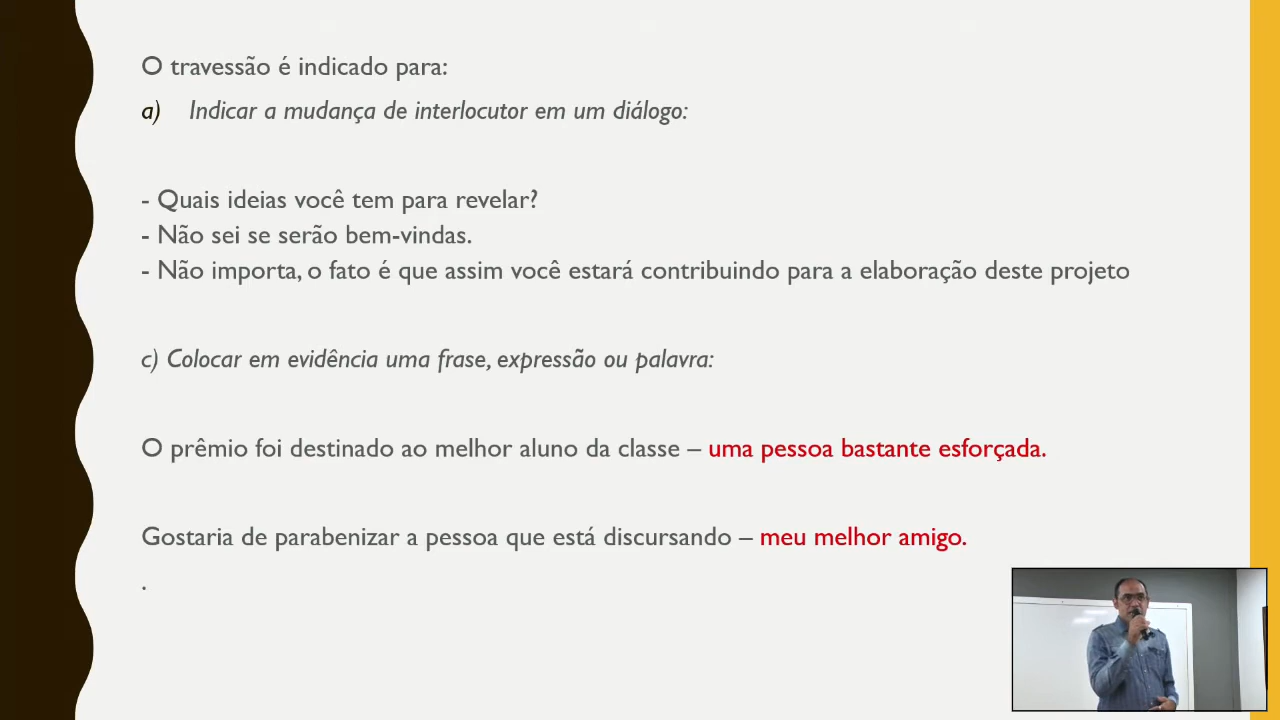 O travessão é indicado para:
a) Indicar a mudança de interlocutor em um diálogo:
- Quais ideias você tem para revelar?
- Não sei se serão bem-vindas.
- Não importa, o fato é que assim você estará contribuindo para a elaboração deste projeto
c) Colocar em evidência uma frase, expressão ou palavra:
O prêmio foi destinado ao melhor aluno da classe – uma pessoa bastante esforçada.
Gostaria de parabenizar a pessoa que está discursando – meu melhor amigo.
.